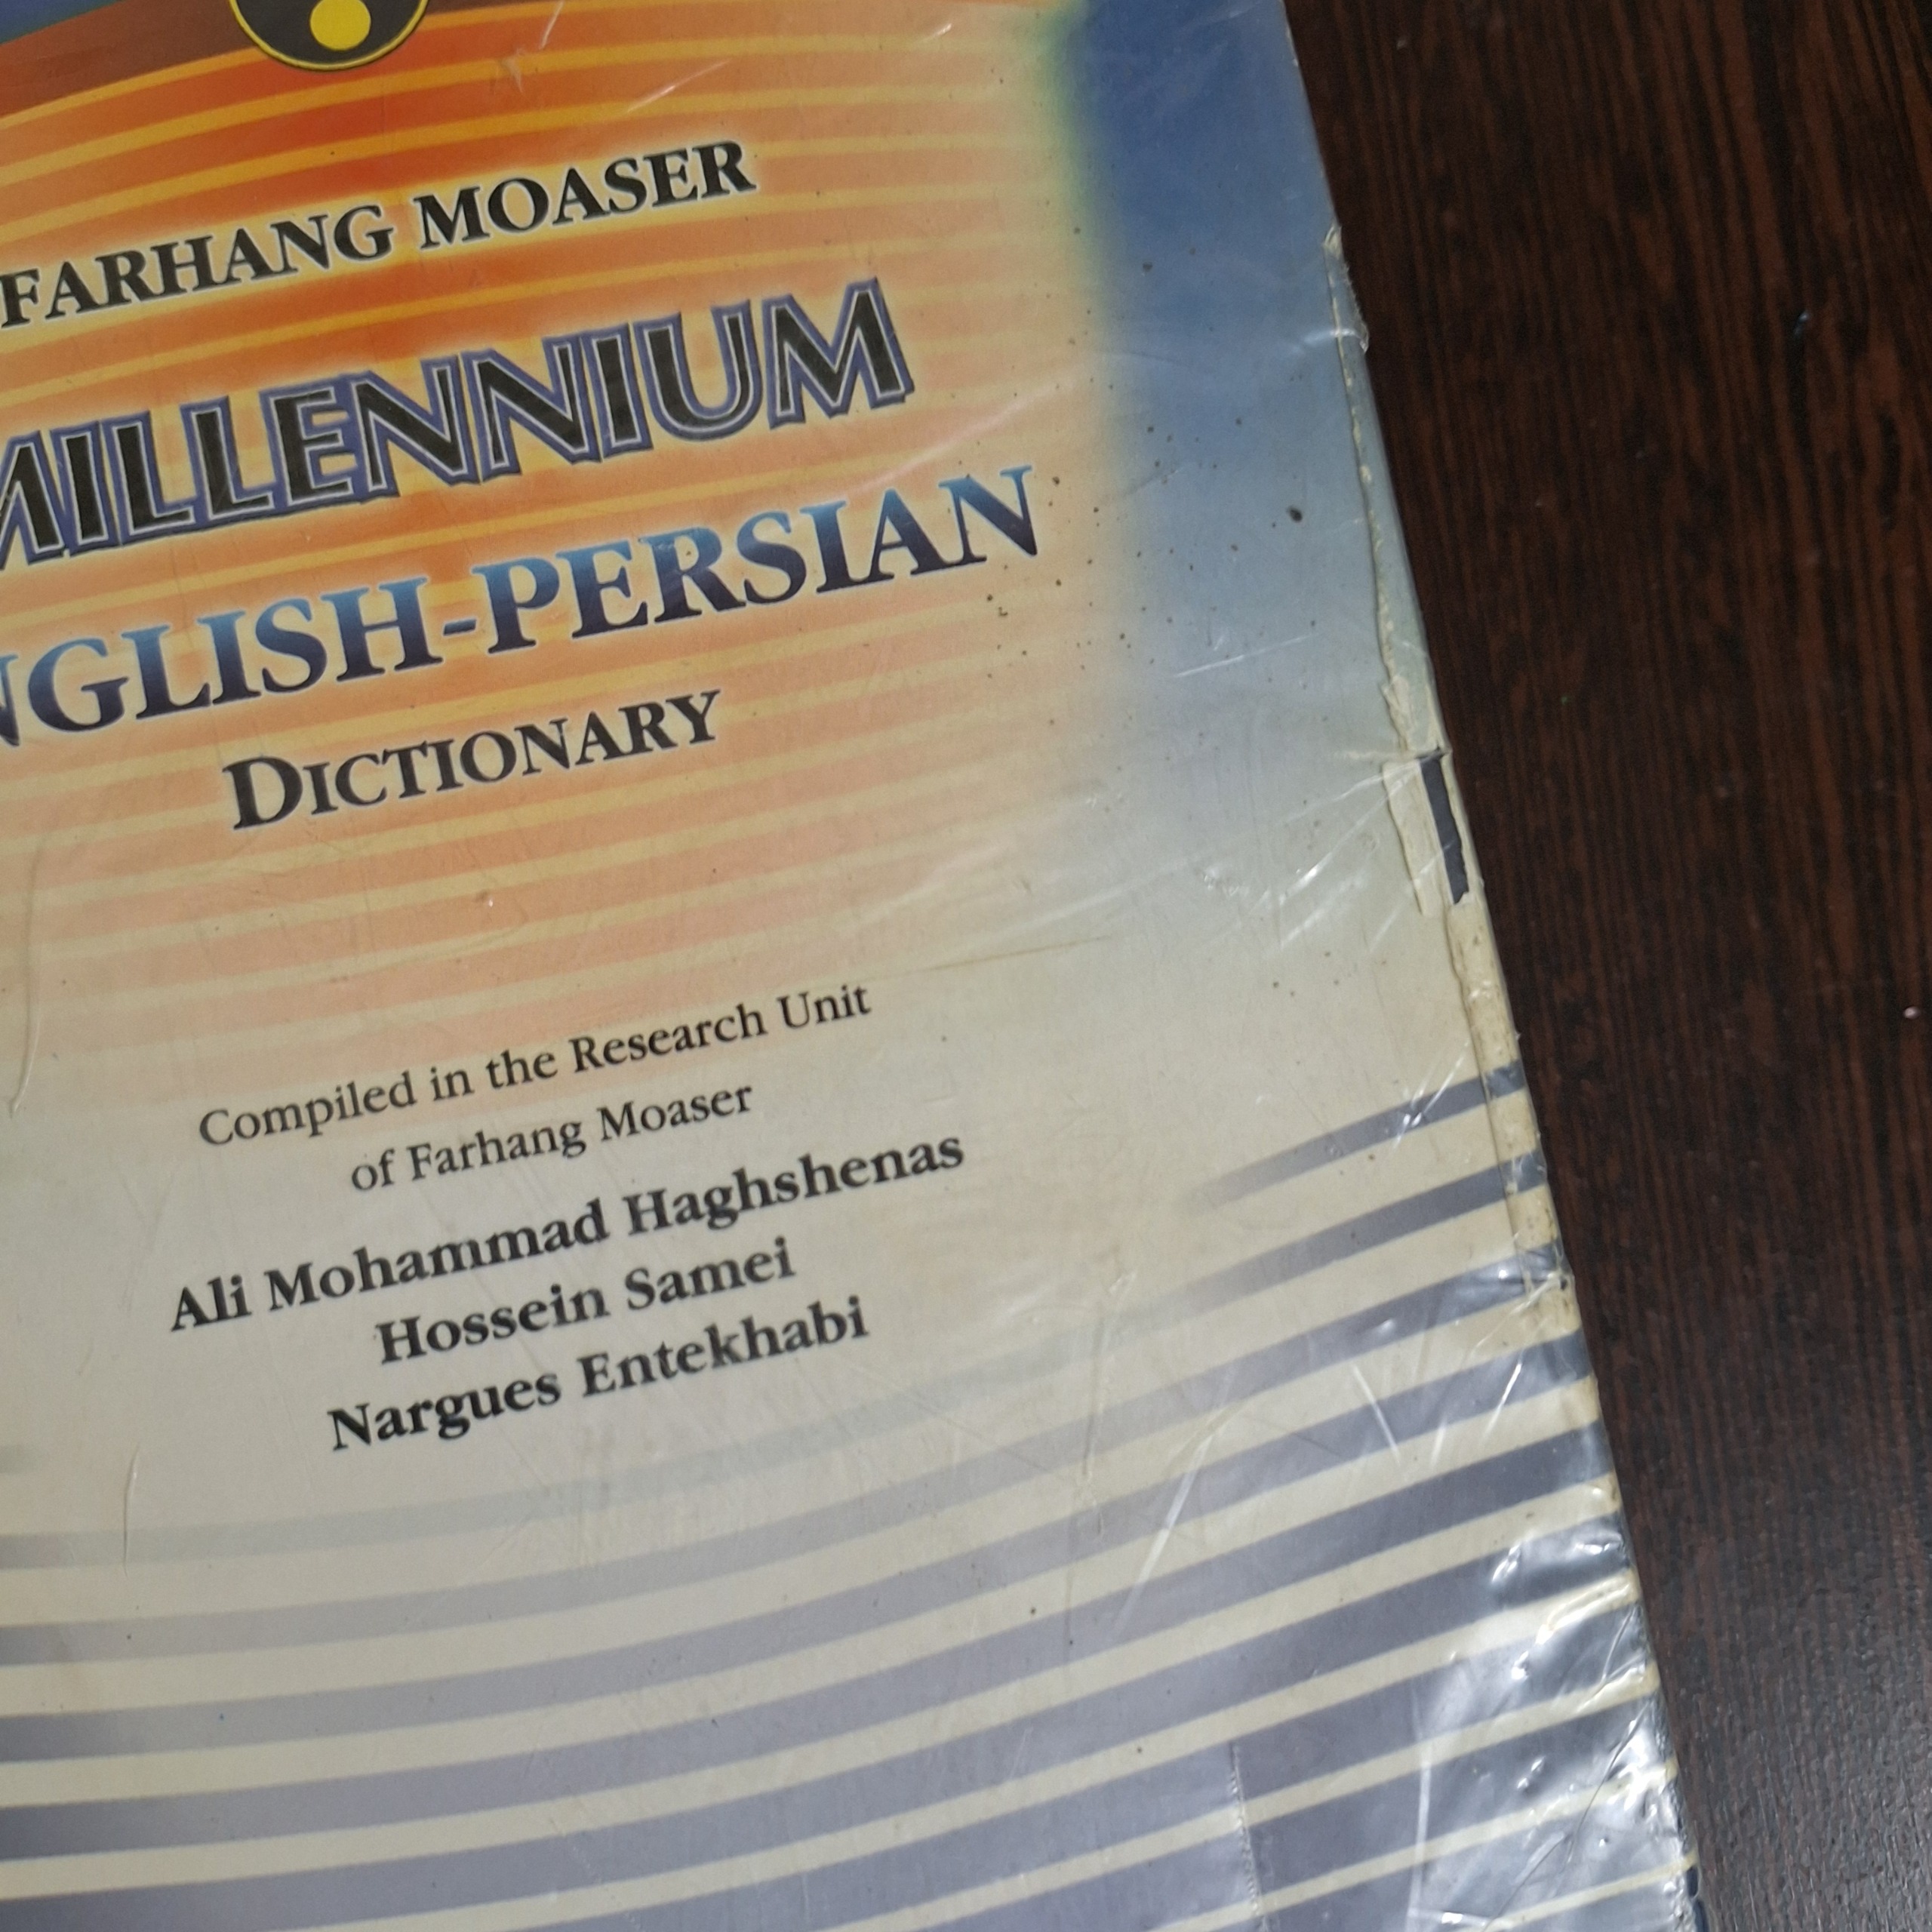 FARHANG MOASER
MILLENNIUM
NGLISH-PERSIAN
DICTIONARY
Compiled in the Research Unit
of Farhang Moaser
Ali Mohammad Haghshenas
Hossein Samei
Nargues Entekhabi